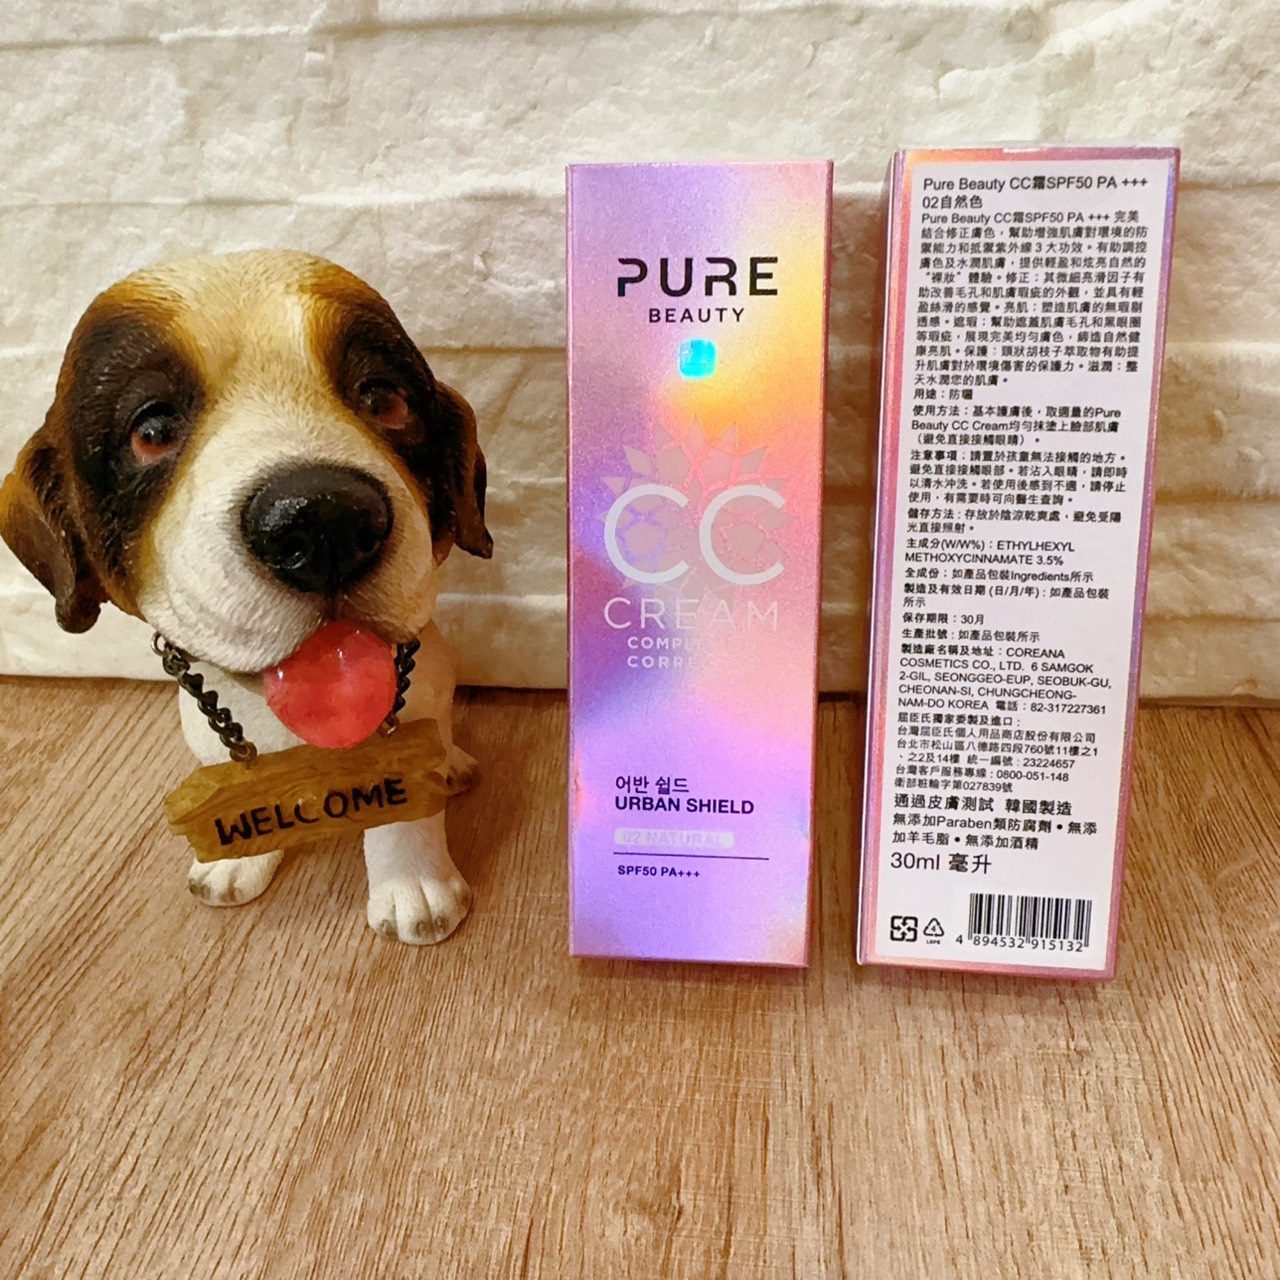 WELCOME
PURE
BEAUTY
CC
CREAM
어반 쉴드
URBAN SHIELD
02 NATURAL
SPF50 PA+++
Pure Beauty CC霜SPF50 PA +++
02自然色
Pure Beauty CC霜SPF50 PA +++ 完美
結合修正膚色，幫助增強肌膚對環境的防
禦能力和抵禦紫外線3大功效。有助調控
膚色及水潤肌膚，提供輕盈和炫亮自然的
“裸妝”體驗。修正：其微細亮滑因子有
助改善毛孔和肌膚瑕疵的外觀，並具有輕
盈絲滑的感覺。亮肌：塑造肌膚的無瑕剔
透感。遮瑕：幫助遮蓋肌膚毛孔和黑眼圈
等瑕疵，展現完美均勻膚色，締造自然健
康亮肌。保護：頭狀胡枝子萃取物有助提
升肌膚對於環境傷害的保護力。滋潤：整
天水潤您的肌膚。
用途：防曬
使用方法：基本護膚後，取適量的Pure
Beauty CC Cream均勻抹塗上臉部肌膚
（避免直接接觸眼睛）。
注意事項：請置於孩童無法接觸的地方。
避免直接接觸眼部。若沾入眼睛，請即時
以清水沖洗。若使用後感到不適，請停止
使用，有需要時可向醫生查詢。
儲存方法：存放於陰涼乾爽處，避免受陽
光直接照射。
主成分(W/W%)：ETHYLHEXYL
METHOXYCINNAMATE 3.5%
全成份：如產品包裝Ingredients所示
製造及有效日期 (日/月/年)：如產品包裝
所示
保存期限：30月
生產批號：如產品包裝所示
製造廠名稱及地址：COREANA
COSMETICS CO., LTD. 6 SAMGOK
2-GIL, SEONGGEO-EUP, SEOBUK-GU,
CHEONAN-SI, CHUNGCHEONG-
NAM-DO KOREA 電話：82-317227361
屈臣氏獨家委製及進口：
台灣屈臣氏個人用品商店股份有限公司
台北市松山區八德路四段760號11樓之1
、之2及14樓 統一編號：23224657
台灣客戶服務專線：0800-051-148
衛部粧輸字第027839號
通過皮膚測試 韓國製造
無添加Paraben類防腐劑•無添
加羊毛脂•無添加酒精
30ml 毫升
4 894532 915132